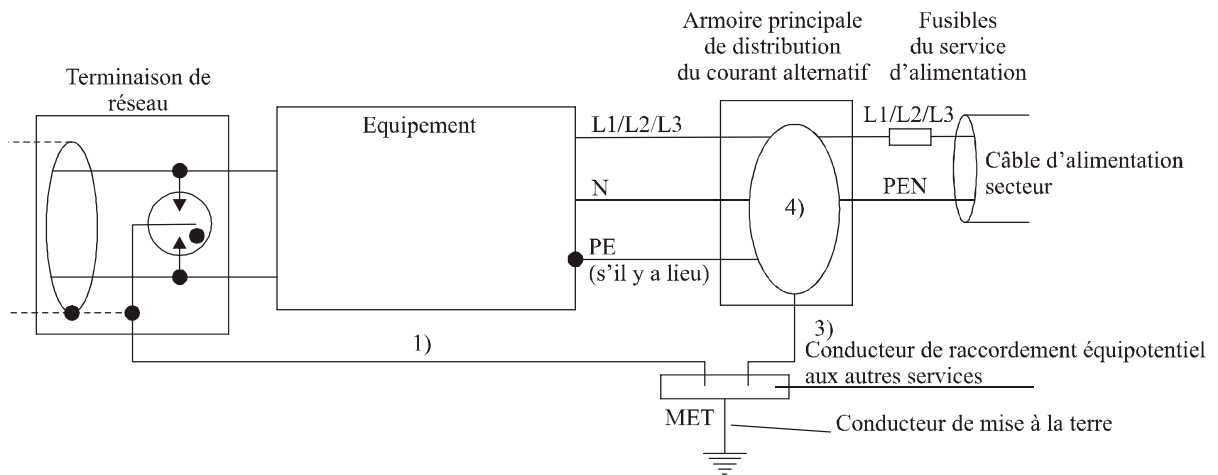 Armoire principale
de distribution
du courant alternatif
Fusibles
du service
d'alimentation
Terminaison de
réseau
Equipement
L1/L2/L3
L1/L2/L3
Câble d'alimentation
secteur
N
PEN
4)
PE
(s'il y a lieu)
1)
3)
Conducteur de raccordement équipotentiel
aux autres services
MET
Conducteur de mise à la terre